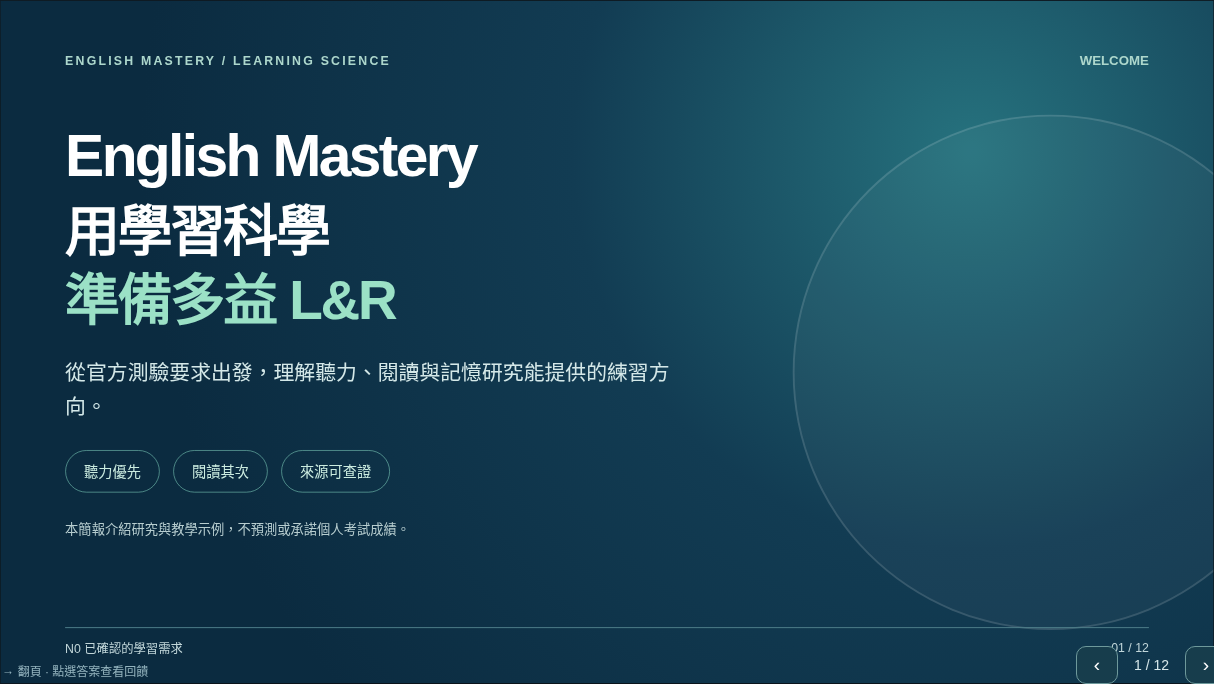 ENGLISH MASTERY / LEARNING SCIENCE
WELCOME
English Mastery
用學習科學
準備多益 L&R
從官方測驗要求出發，理解聽力、閱讀與記憶研究能提供的練習方
向。
聽力優先
閱讀其次
來源可查證
本簡報介紹研究與教學示例，不預測或承諾個人考試成績。
N0 已確認的學習需求
01 / 12
→ 翻頁 · 點選答案查看回饋
‹ 1 / 12 ›